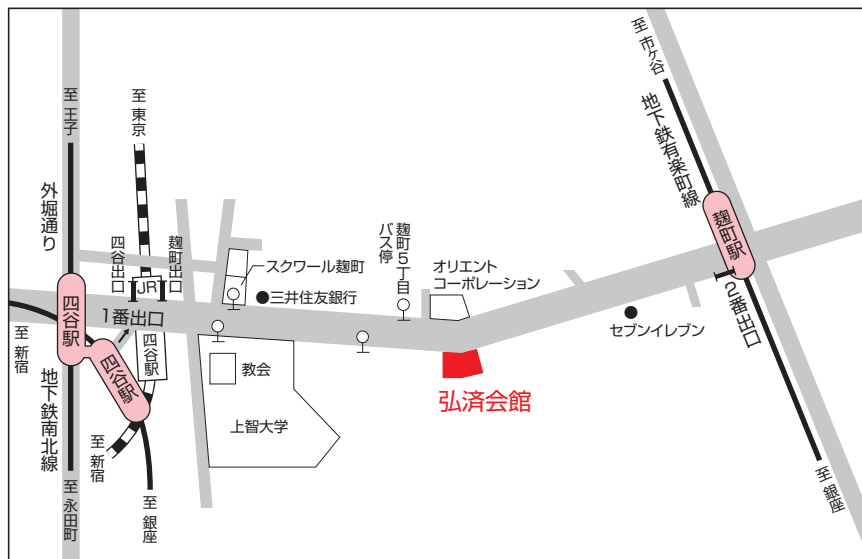 至 王子
外堀通り
至 東京
四谷出口
麹町出口
JR
四谷駅
1番出口
四谷駅
四谷駅
至 新宿
地下鉄南北線
至 永田町
至 新宿
至 銀座
スクワール麹町
三井住友銀行
教会
上智大学
麹町5丁目
バス停
オリエント
コーポレーション
弘済会館
セブンイレブン
至 市ケ谷
地下鉄有楽町線
麹町駅
2番出口
至 銀座